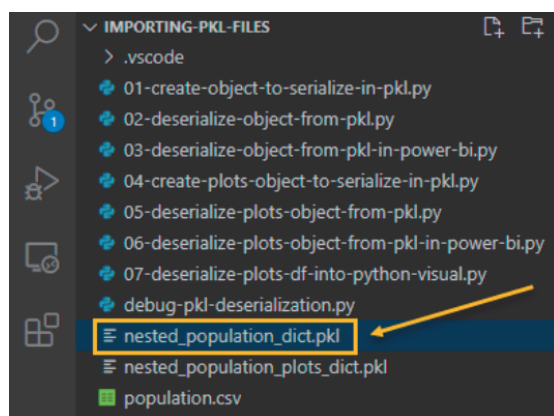 IMPORTING-PKL-FILES
.vscode
01-create-object-to-serialize-in-pkl.py
02-deserialize-object-from-pkl.py
03-deserialize-object-from-pkl-in-power-bi.py
04-create-plots-object-to-serialize-in-pkl.py
05-deserialize-plots-object-from-pkl.py
06-deserialize-plots-object-from-pkl-in-power-bi.py
07-deserialize-plots-df-into-python-visual.py
debug-pkl-deserialization.py
nested_population_dict.pkl
nested_population_plots_dict.pkl
population.csv
1